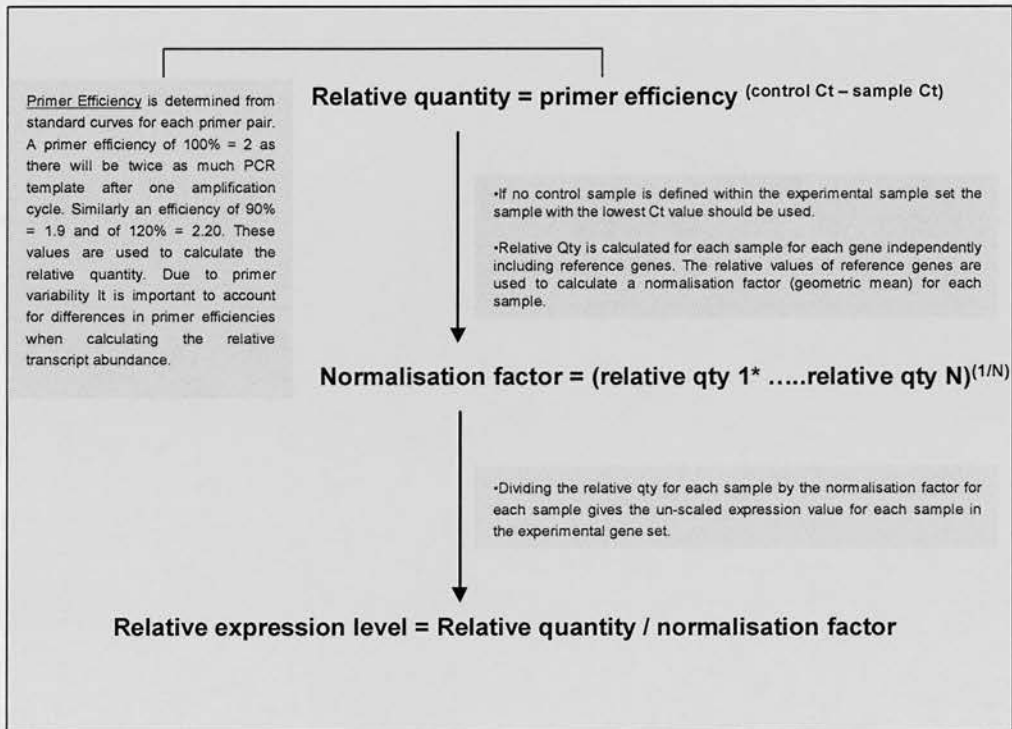 Primer Efficiency is determined from
standard curves for each primer pair.
A primer efficiency of 100% = 2 as
there will be twice as much PCR
template after one amplification
cycle. Similarly an efficiency of 90%
= 1.9 and of 120% = 2.20. These
values are used to calculate the
relative quantity. Due to primer
variability It is important to account
for differences in primer efficiencies
when calculating the relative
transcript abundance.
Relative quantity = primer efficiency (control Ct – sample Ct)
•If no control sample is defined within the experimental sample set the
sample with the lowest Ct value should be used.
•Relative Qty is calculated for each sample for each gene independently
including reference genes. The relative values of reference genes are
used to calculate a normalisation factor (geometric mean) for each
sample.
Normalisation factor = (relative qty 1* .....relative qty N)(1/N)
•Dividing the relative qty for each sample by the normalisation factor for
each sample gives the un-scaled expression value for each sample in
the experimental gene set.
Relative expression level = Relative quantity / normalisation factor